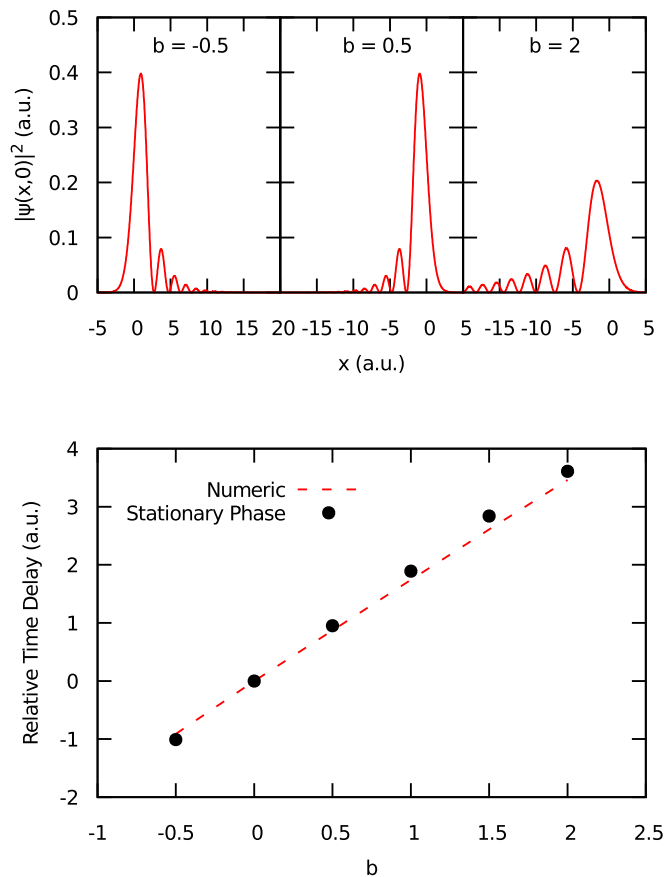 0.5
b = -0.5
b = 0.5
b = 2
0.4
0.3
0.2
0.1
0
|ψ(x,0)|² (a.u.)
-5 0 5 10 15 20 -15 -10 -5 0 5 -15 -10 -5 0 5
x (a.u.)
4
3
2
1
0
-1
-2
Numeric
Stationary Phase
Relative Time Delay (a.u.)
-1 -0.5 0 0.5 1 1.5 2 2.5
b